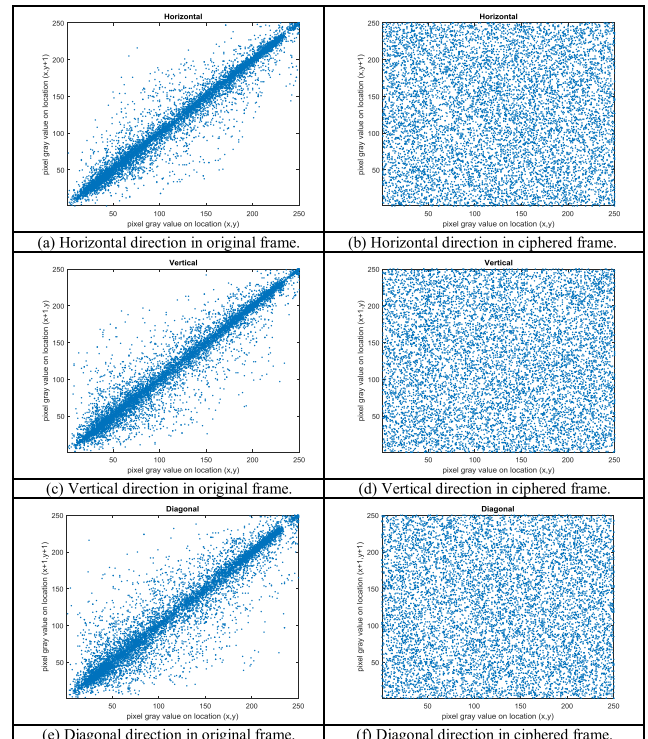 Horizontal
250
200
150
100
50
pixel gray value on location (x,y+1)
50 100 150 200 250
pixel gray value on location (x,y)
(a) Horizontal direction in original frame.
Horizontal
250
200
150
100
50
pixel gray value on location (x,y+1)
50 100 150 200 250
pixel gray value on location (x,y)
(b) Horizontal direction in ciphered frame.
Vertical
250
200
150
100
50
pixel gray value on location (x+1,y)
50 100 150 200 250
pixel gray value on location (x,y)
(c) Vertical direction in original frame.
Vertical
250
200
150
100
50
pixel gray value on location (x+1,y)
50 100 150 200 250
pixel gray value on location (x,y)
(d) Vertical direction in ciphered frame.
Diagonal
250
200
150
100
50
pixel gray value on location (x+1,y+1)
50 100 150 200 250
pixel gray value on location (x,y)
(e) Diagonal direction in original frame.
Diagonal
250
200
150
100
50
pixel gray value on location (x+1,y+1)
50 100 150 200 250
pixel gray value on location (x,y)
(f) Diagonal direction in ciphered frame.